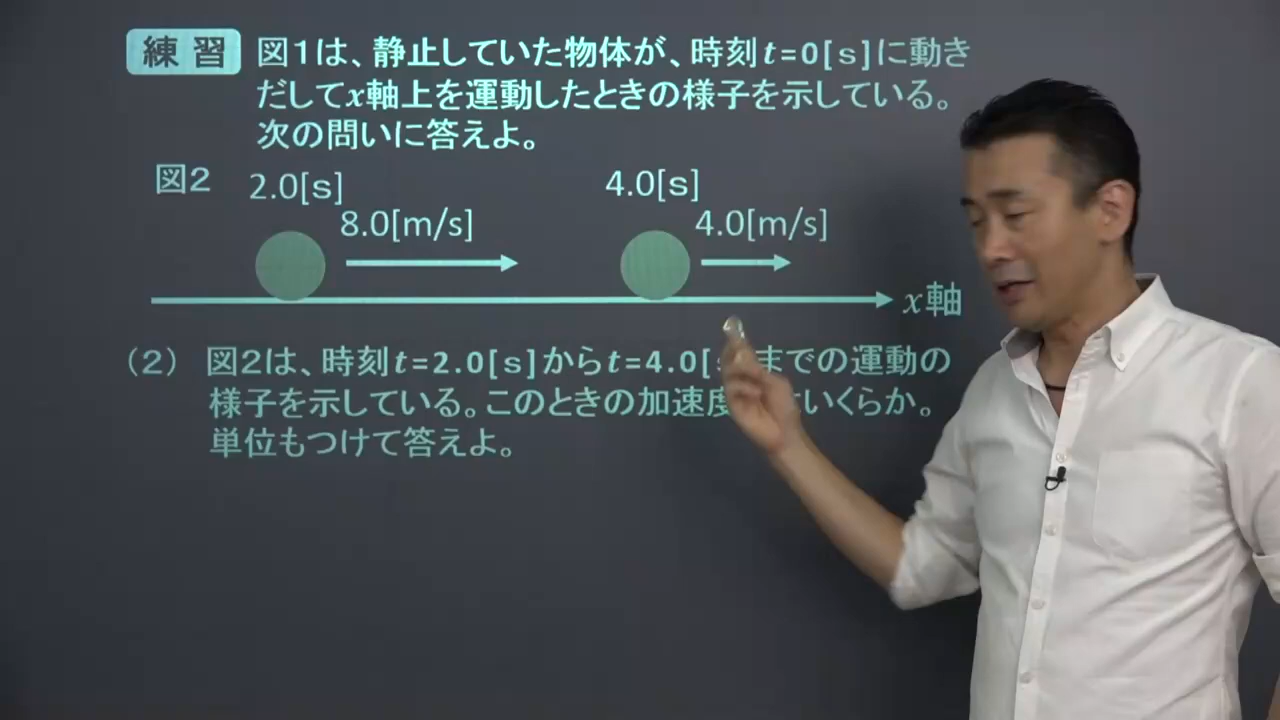 練習 図1は、静止していた物体が、時刻t=0[s]に動き
だしてx軸上を運動したときの様子を示している。
次の問いに答えよ。
図2 2.0[s] 4.0[s]
8.0[m/s] 4.0[m/s]
x軸
(2) 図2は、時刻t=2.0[s]からt=4.0[ までの運動の
様子を示している。このときの加速度 いくらか。
単位もつけて答えよ。